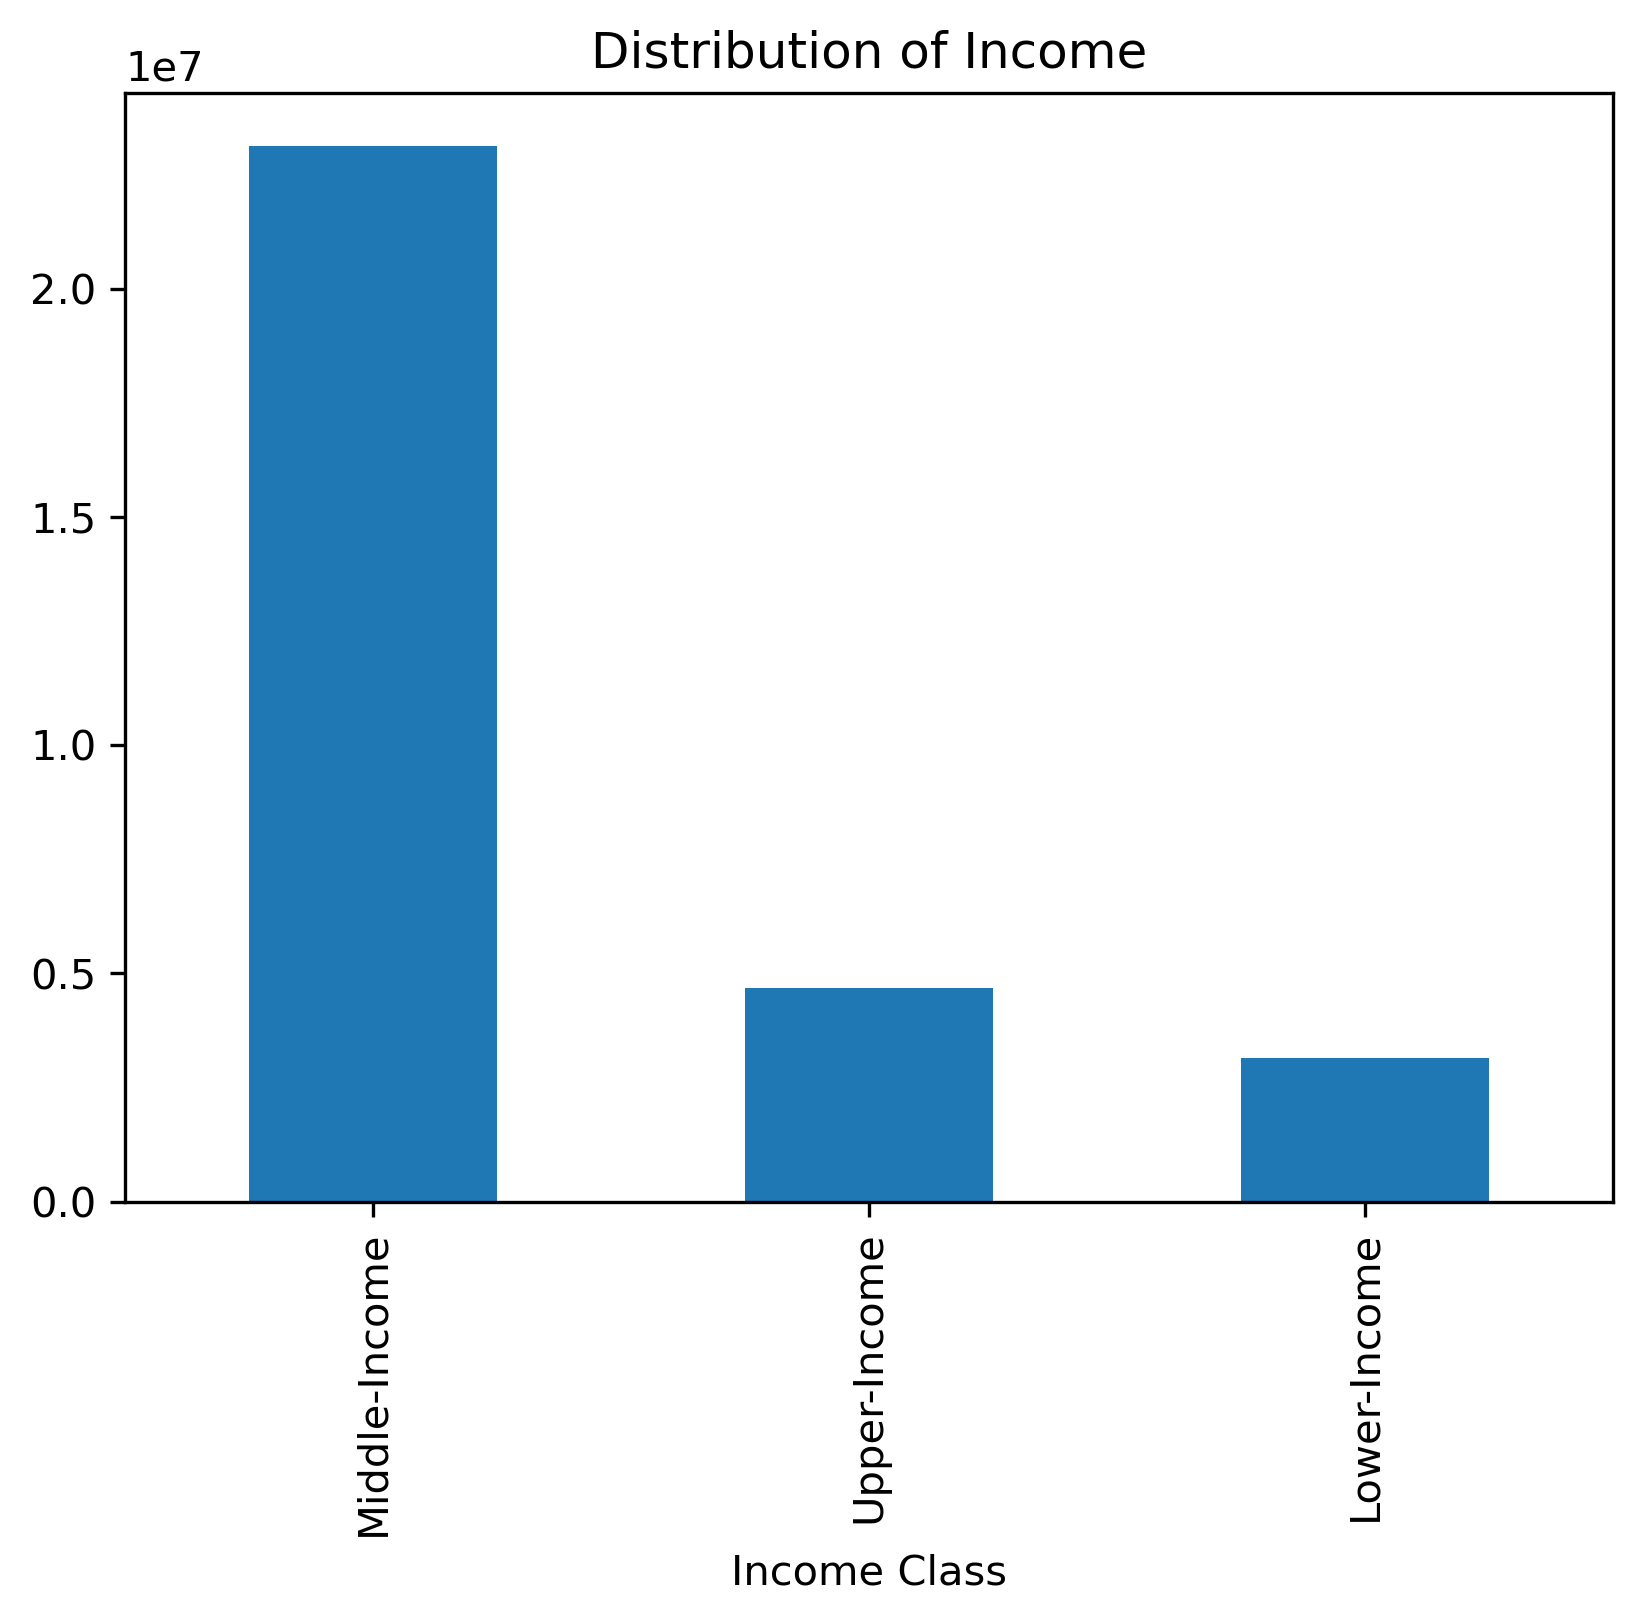 Distribution of Income
1e7
2.0
1.5
1.0
0.5
0.0
Middle-Income
Upper-Income
Lower-Income
Income Class